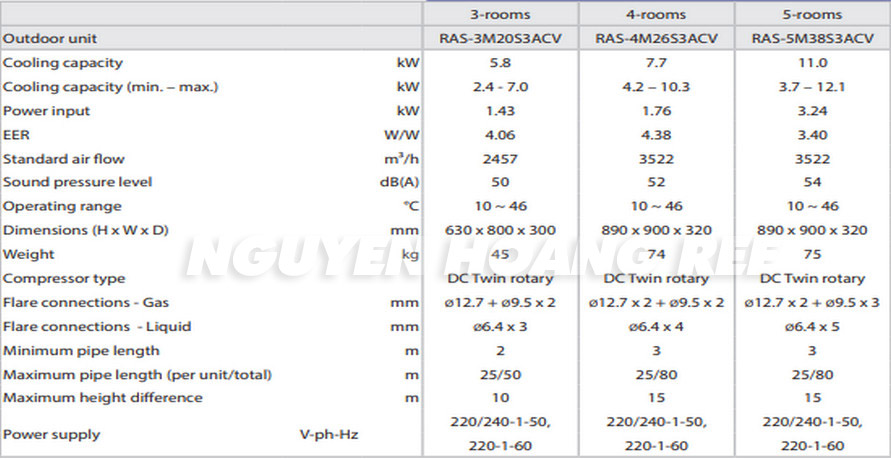 3-rooms 4-rooms 5-rooms
Outdoor unit RAS-3M20S3ACV RAS-4M26S3ACV RAS-5M38S3ACV
Cooling capacity kW 5.8 7.7 11.0
Cooling capacity (min. – max.) kW 2.4 - 7.0 4.2 – 10.3 3.7 – 12.1
Power input kW 1.43 1.76 3.24
EER W/W 4.06 4.38 3.40
Standard air flow m³/h 2457 3522 3522
Sound pressure level dB(A) 50 52 54
Operating range °C 10 ~ 46 10 ~ 46 10 ~ 46
Dimensions (H x W x D) mm 630 x 800 x 300 890 x 900 x 320 890 x 900 x 320
NGUYEN HOANG REE
Weight kg 45 74 75
Compressor type DC Twin rotary DC Twin rotary DC Twin rotary
Flare connections - Gas mm ø12.7 + ø9.5 x 2 ø12.7 x 2 + ø9.5 x 2 ø12.7 x 2 + ø9.5 x 3
Flare connections - Liquid mm ø6.4 x 3 ø6.4 x 4 ø6.4 x 5
Minimum pipe length m 2 3 3
Maximum pipe length (per unit/total) m 25/50 25/80 25/80
Maximum height difference m 10 15 15
Power supply V-ph-Hz 220/240-1-50, 220/240-1-50, 220/240-1-50,
220-1-60 220-1-60 220-1-60